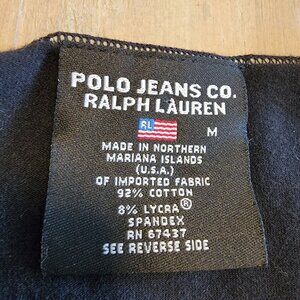 POLO JEANS CO.
RALPH LAUREN
RL
M
MADE IN NORTHERN
MARIANA ISLANDS
(U.S.A.)
OF IMPORTED FABRIC
92% COTTON
8% LYCRA®
SPANDEX
RN 67437
SEE REVERSE SIDE